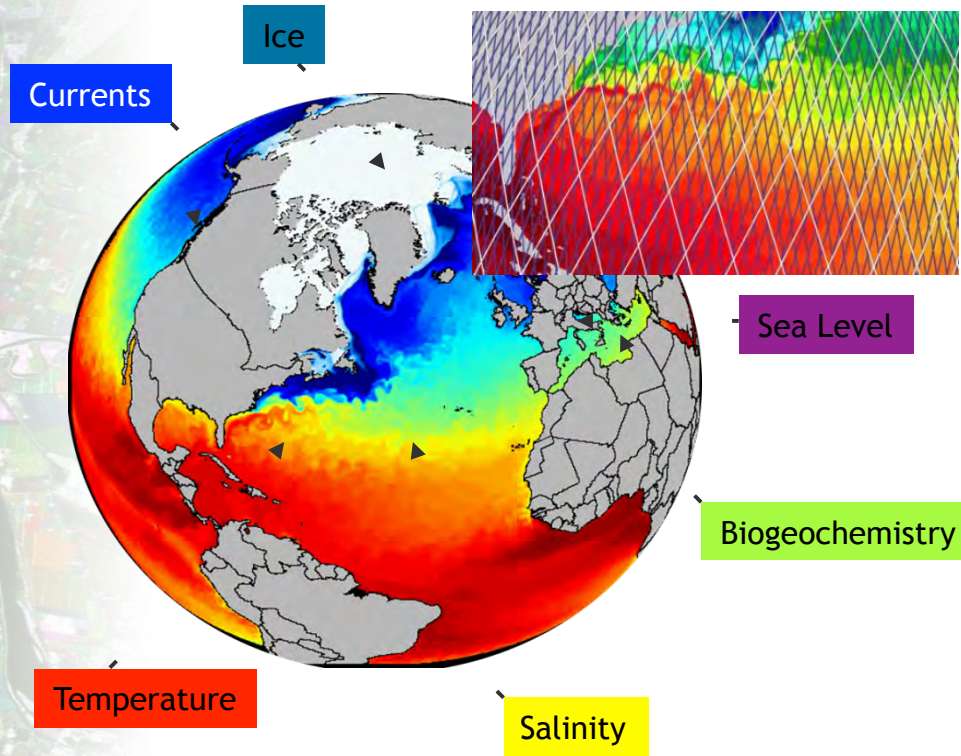 Ice
Currents
Sea Level
Biogeochemistry
Temperature
Salinity